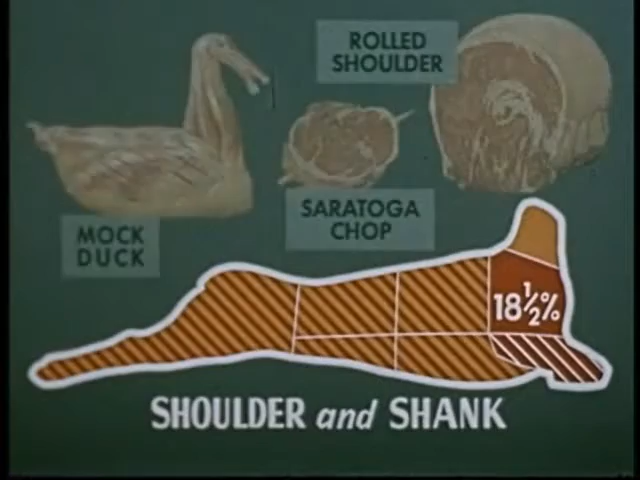 ROLLED
SHOULDER
SARATOGA
CHOP
MOCK
DUCK
18½%
SHOULDER and SHANK